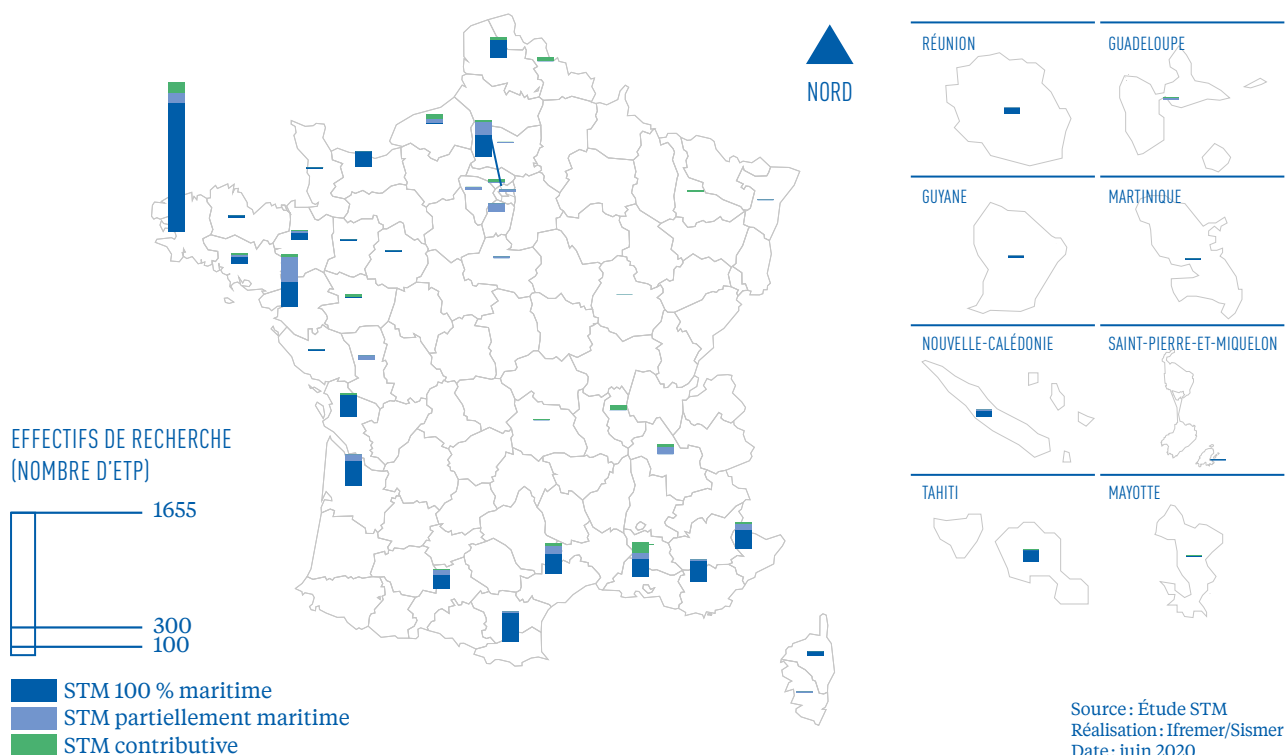 NORD
RÉUNION
GUADELOUPE
GUYANE
MARTINIQUE
NOUVELLE-CALÉDONIE
SAINT-PIERRE-ET-MIQUELON
TAHITI
MAYOTTE
EFFECTIFS DE RECHERCHE
(NOMBRE D'ETP)
1655
300
100
STM 100 % maritime
STM partiellement maritime
STM contributive
Source : Étude STM
Réalisation : Ifremer/Sismer
Date : juin 2020